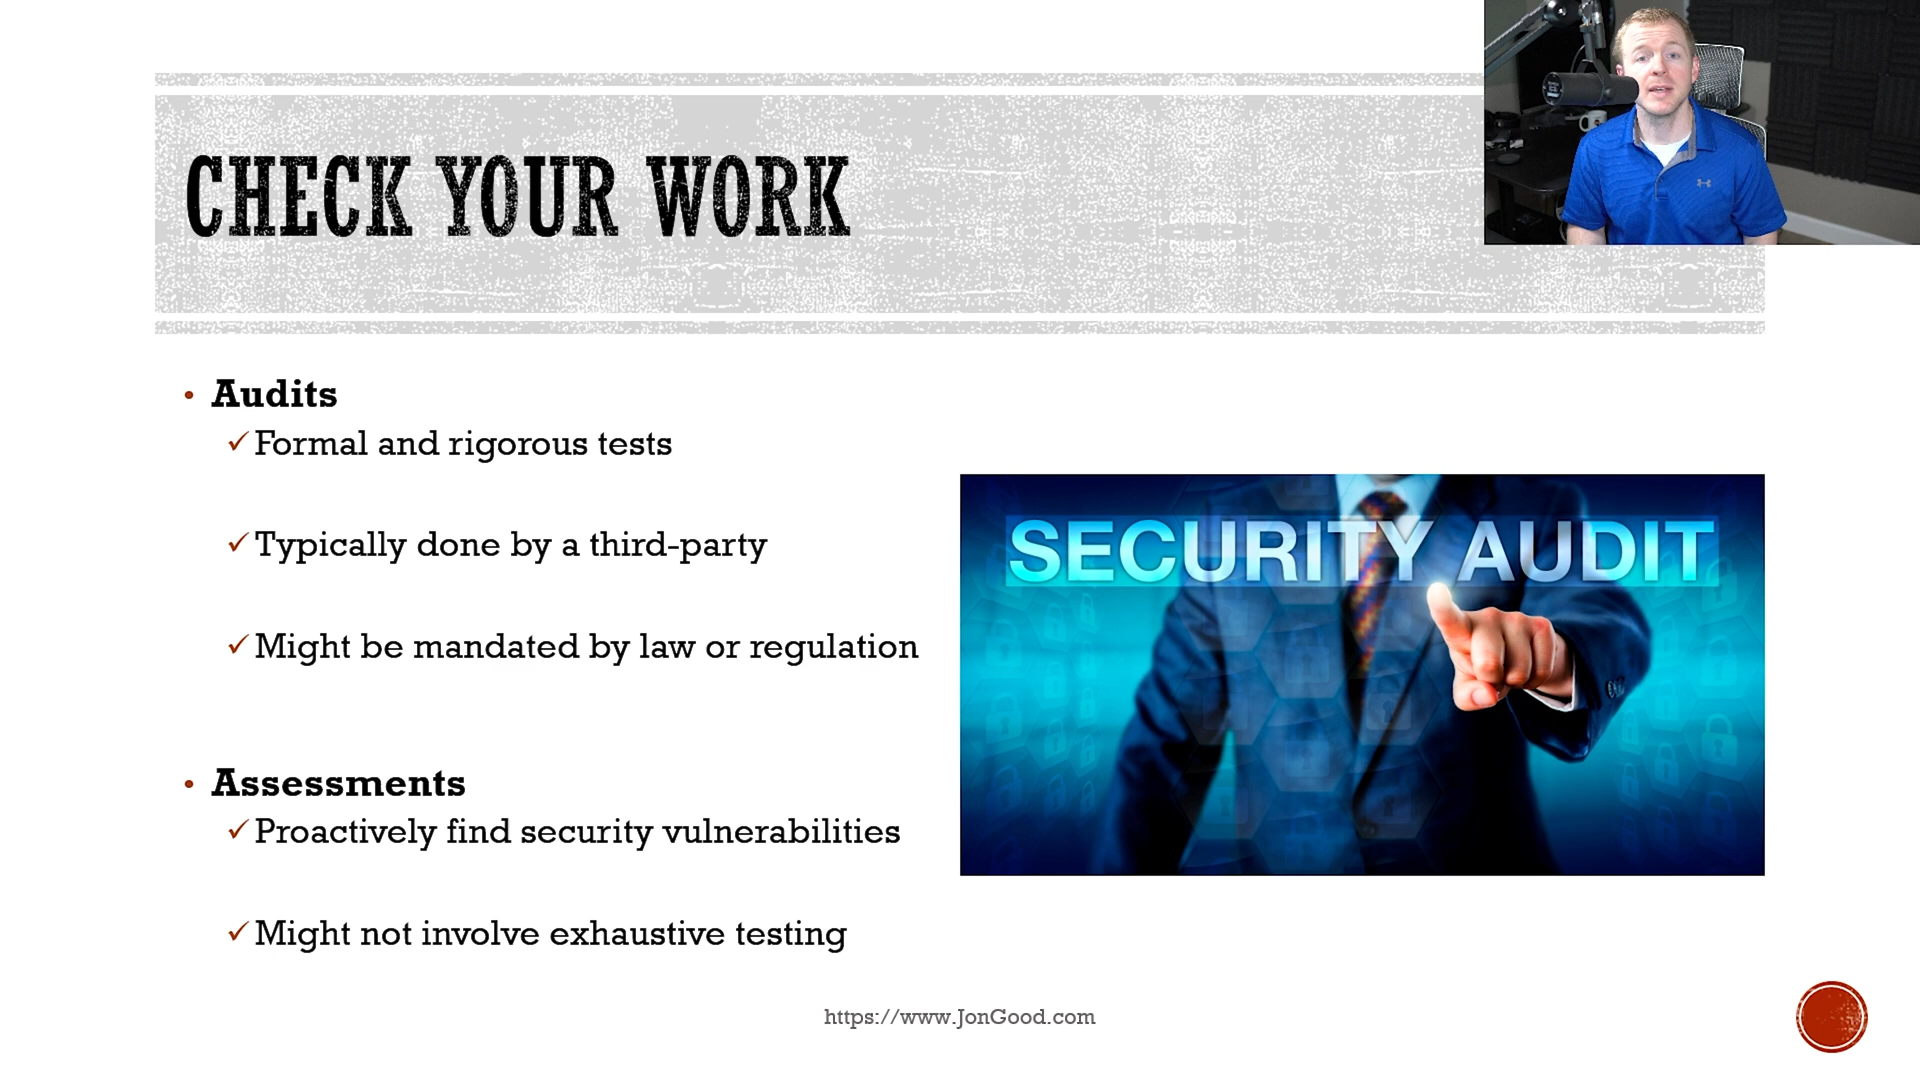 CHECK YOUR WORK
• Audits
✓ Formal and rigorous tests
✓ Typically done by a third-party
✓ Might be mandated by law or regulation
• Assessments
✓ Proactively find security vulnerabilities
✓ Might not involve exhaustive testing
SECURITY AUDIT
https://www.JonGood.com